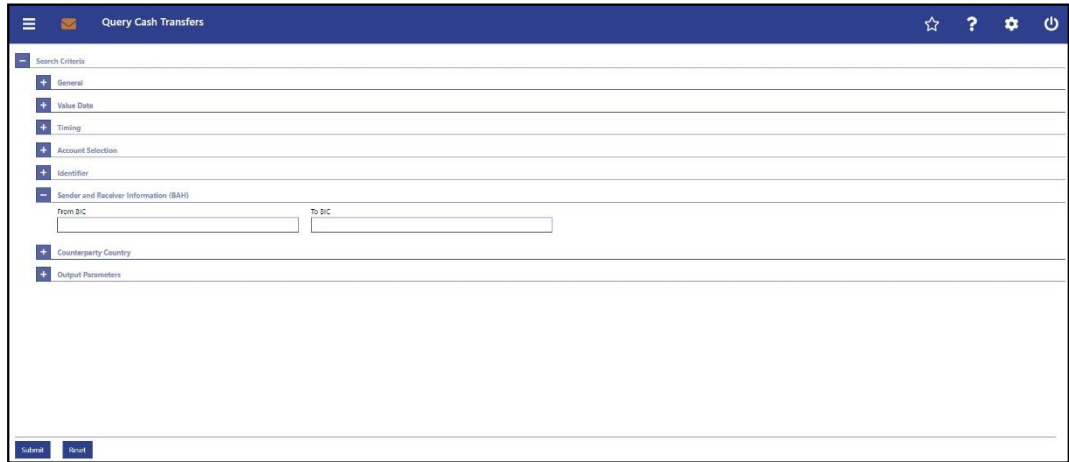 Query Cash Transfers
Search Criteria
General
Value Date
Timing
Account Selection
Identifier
Sender and Receiver Information (BAH)
From BIC To BIC
Counterparty Country
Output Parameters
Submit Reset